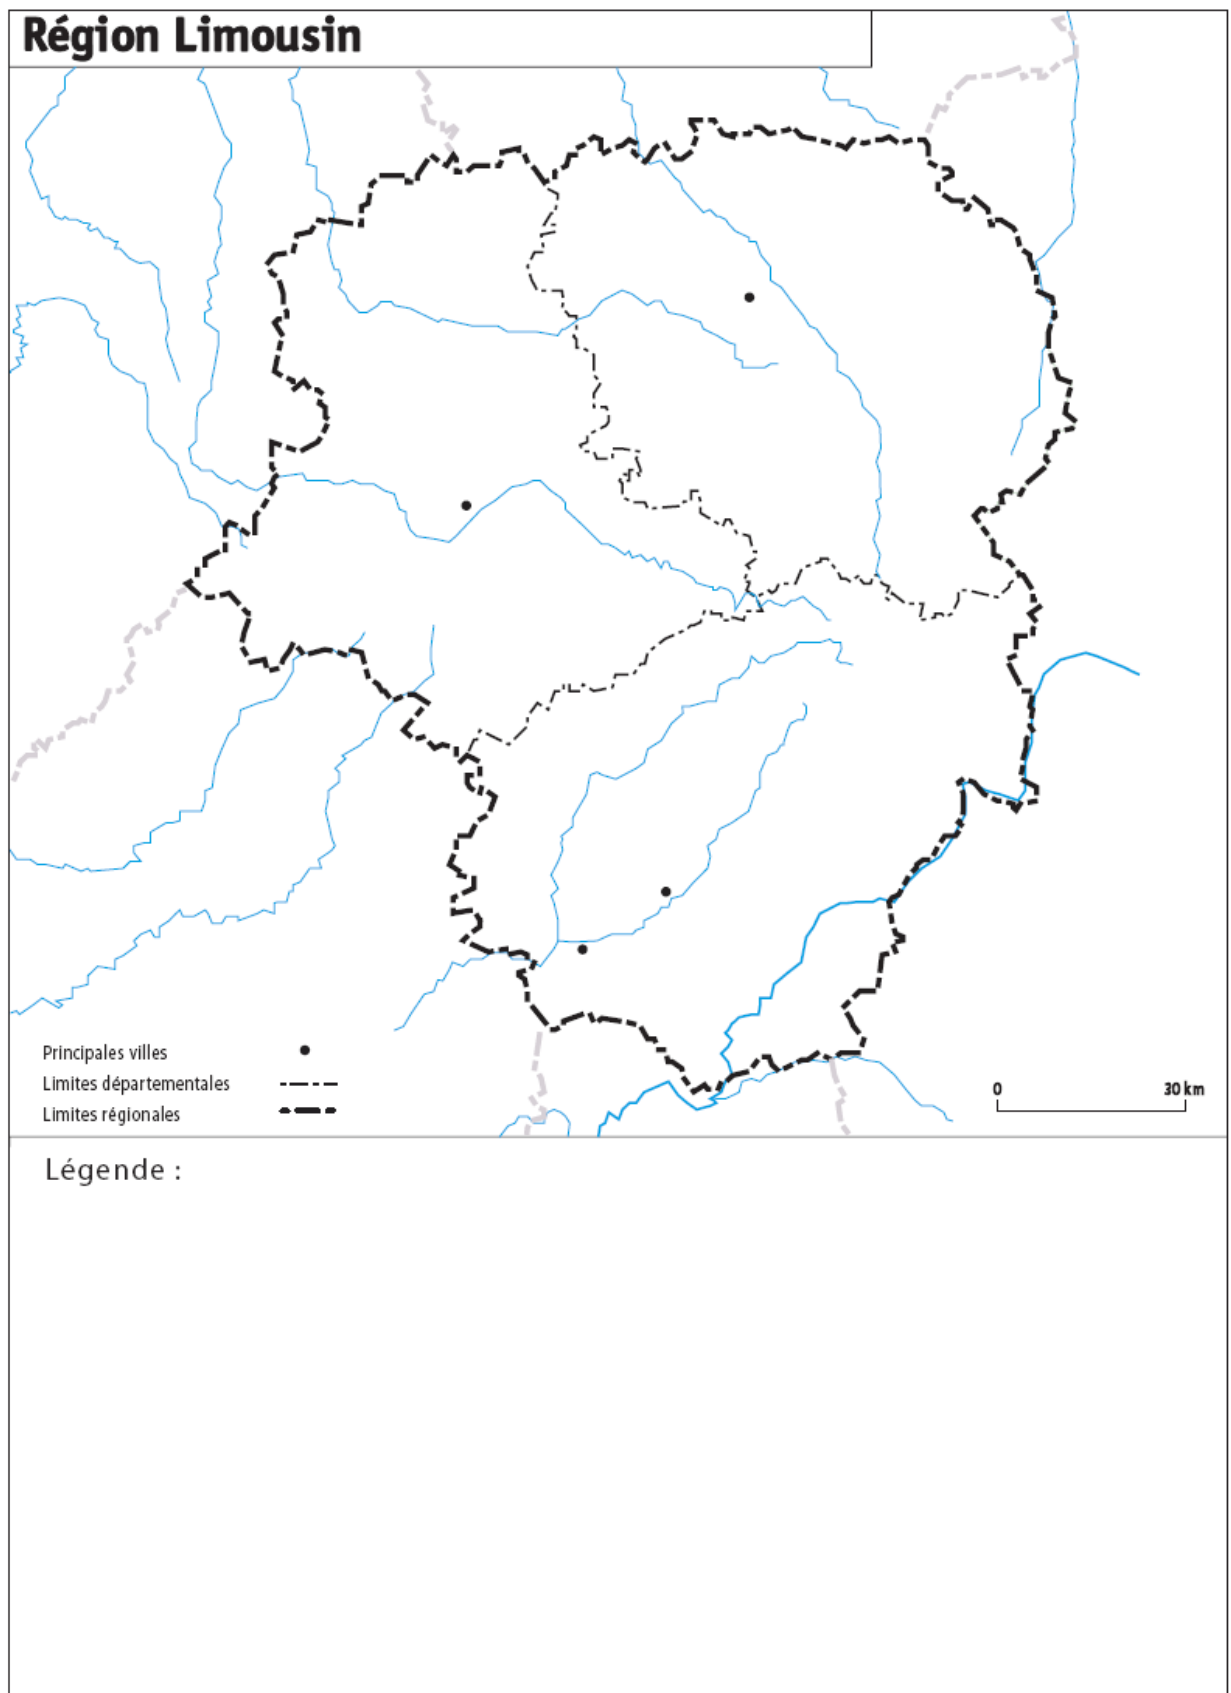 Région Limousin
Principales villes
Limites départementales
Limites régionales
0 30 km
Légende :